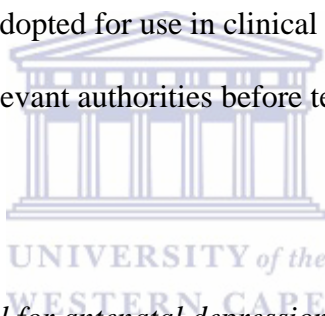 dopted for use in clinical
evant authorities before te
UNIVERSITY of the
for antenatal depression
WESTERN CAPE